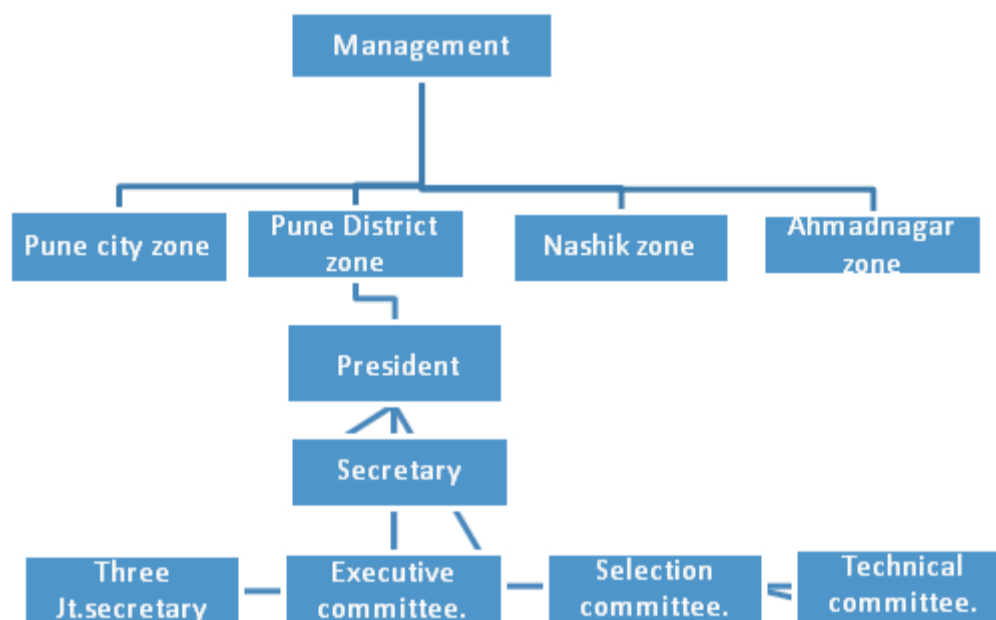 Management
Pune city zone
Pune District
zone
Nashik zone
Ahmadnagar
zone
President
Secretary
Three
Jt.secretary
Executive
committee.
Selection
committee.
Technical
committee.